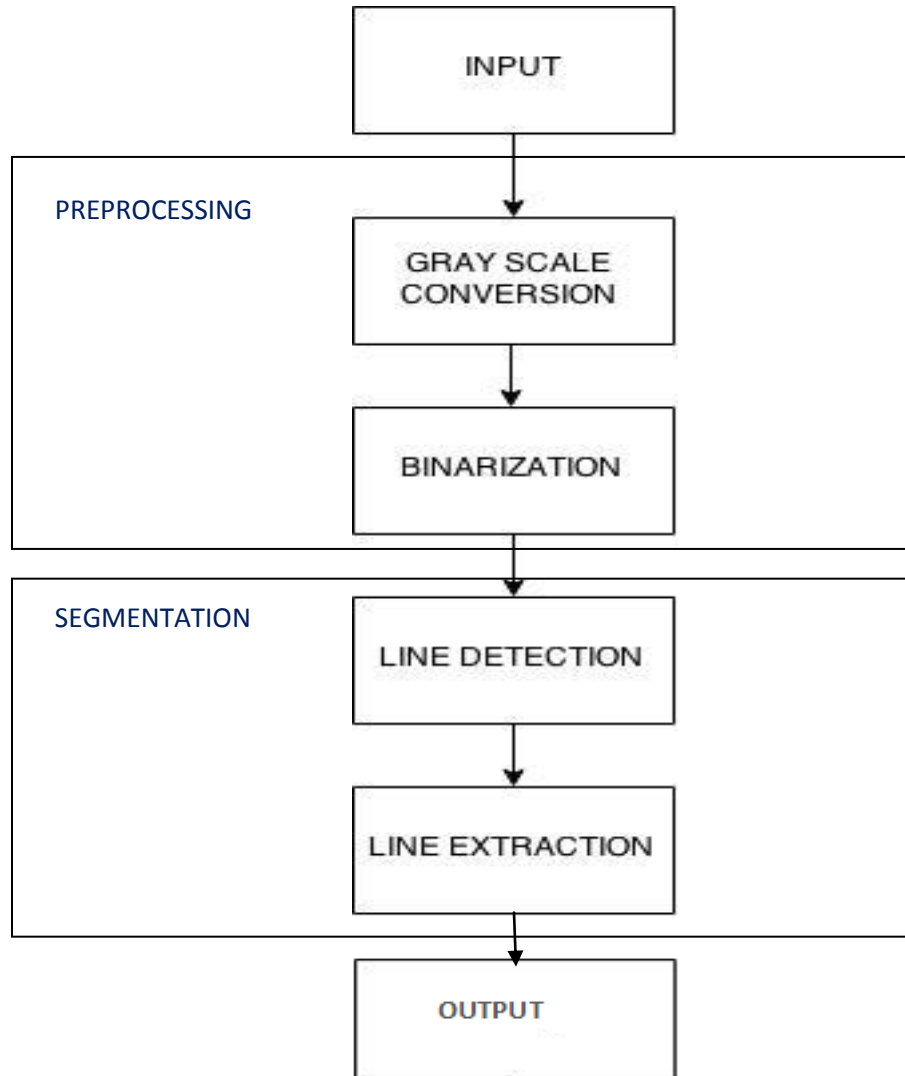 INPUT
PREPROCESSING
GRAY SCALE
CONVERSION
BINARIZATION
SEGMENTATION
LINE DETECTION
LINE EXTRACTION
OUTPUT